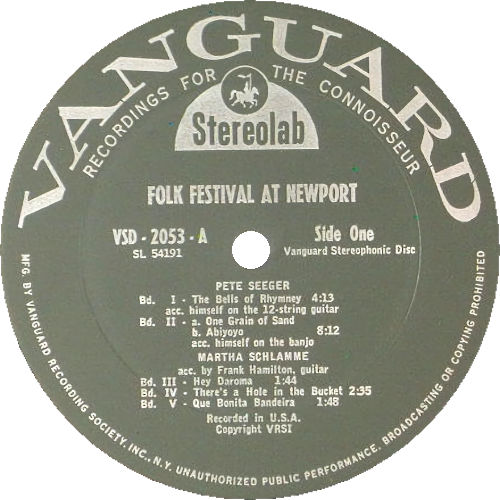 VANGUARD
RECORDINGS FOR THE CONNOISSEUR
Stereolab
FOLK FESTIVAL AT NEWPORT
VSD - 2053 - A
SL 54191
Side One
Vanguard Stereophonic Disc
PETE SEEGER
Bd. I - The Bells of Rhymney 4:13
acc. himself on the 12-string guitar
Bd. II - a. One Grain of Sand
b. Abiyoyo 8:12
acc. himself on the banjo
MARTHA SCHLAMME
acc. by Frank Hamilton, guitar
Bd. III - Hey Daroma 1:44
Bd. IV - There's a Hole in the Bucket 2:35
Bd. V - Que Bonita Bandeira 1:48
Recorded in U.S.A.
Copyright VRSI
MFG. BY VANGUARD RECORDING SOCIETY, INC., N.Y. UNAUTHORIZED PUBLIC PERFORMANCE, BROADCASTING OR COPYING PROHIBITED